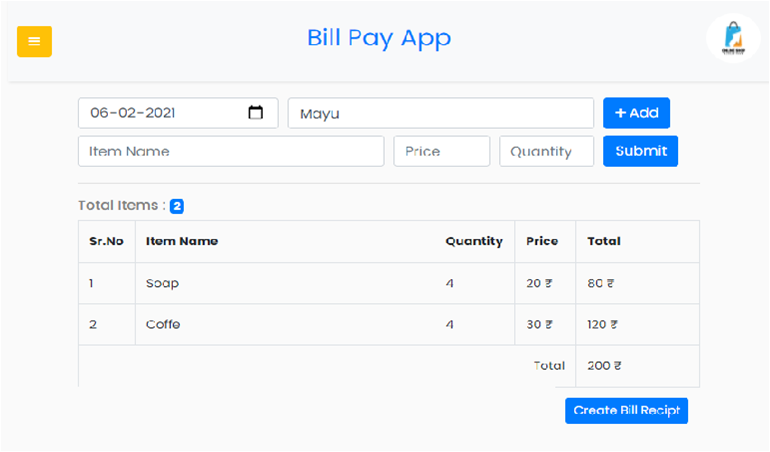 Bill Pay App
ONLINE SHOP
06-02-2021 Mayu + Add
Item Name Price Quantity Submit
Total Items : 2
Sr.No Item Name Quantity Price Total
1 Soap 4 20 ₹ 80 ₹
2 Coffe 4 30 ₹ 120 ₹
Total 200 ₹
Create Bill Recipt